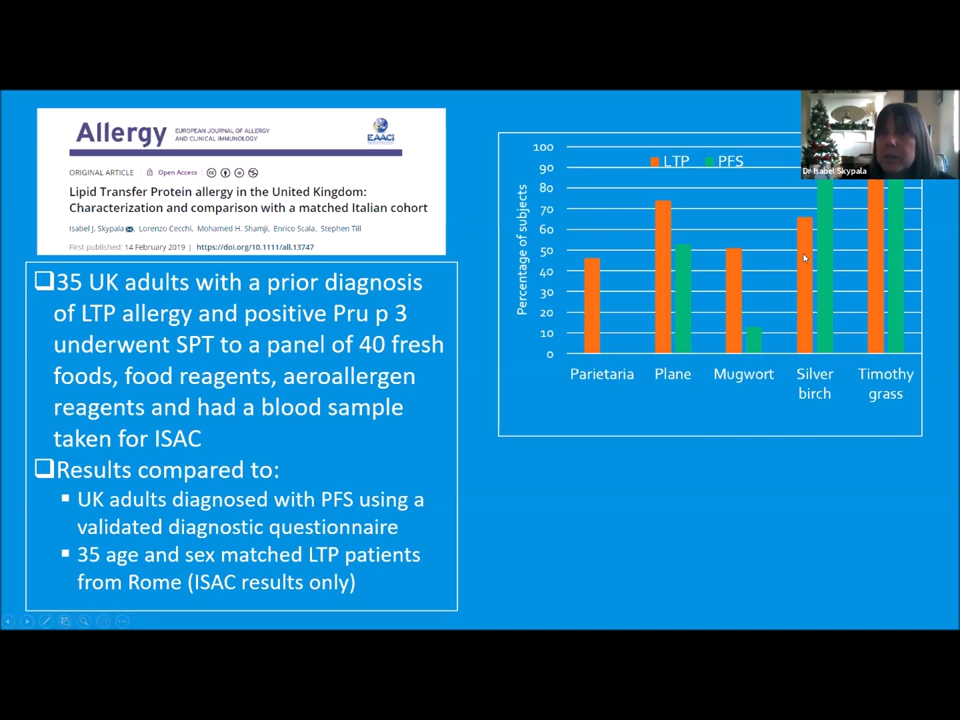 Allergy
EUROPEAN JOURNAL OF ALLERGY
AND CLINICAL IMMUNOLOGY
EAACI
ORIGINAL ARTICLE
Open Access
Lipid Transfer Protein allergy in the United Kingdom:
Characterization and comparison with a matched Italian cohort
Isabel J. Skypala, Lorenzo Cecchi, Mohamed H. Shamji, Enrico Scala, Stephen Till
First published: 14 February 2019 | https://doi.org/10.1111/all.13747
35 UK adults with a prior diagnosis
of LTP allergy and positive Pru p 3
underwent SPT to a panel of 40 fresh
foods, food reagents, aeroallergen
reagents and had a blood sample
taken for ISAC
Results compared to:
UK adults diagnosed with PFS using a
validated diagnostic questionnaire
35 age and sex matched LTP patients
from Rome (ISAC results only)
Percentage of subjects
100
90
80
70
60
50
40
30
20
10
0
LTP PFS
Parietaria Plane Mugwort Silver birch Timothy grass
Dr Isabel Skypala